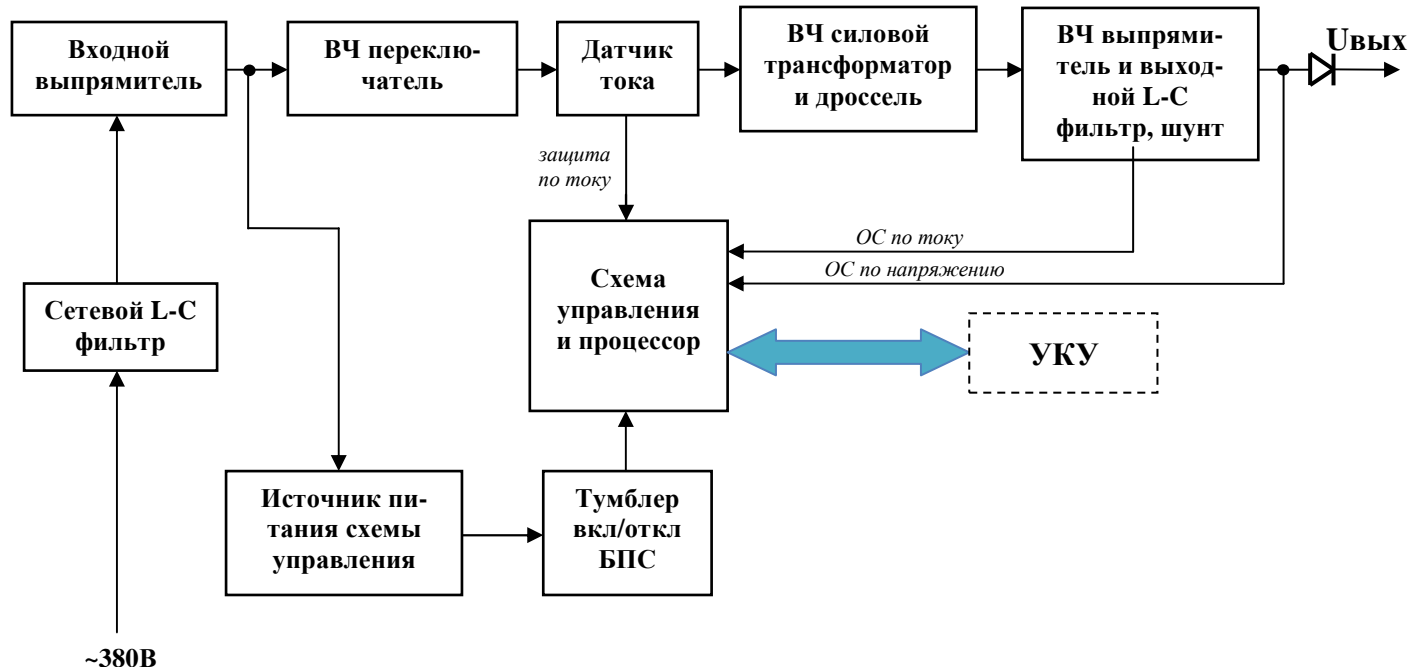 Входной
выпрямитель
ВЧ переклю-
чатель
Датчик
тока
ВЧ силовой
трансформатор
и дроссель
ВЧ выпрями-
тель и выход-
ной L-C
фильтр, шунт
Uвых
защита
по току
ОС по току
ОС по напряжению
Схема
управления
и процессор
УКУ
Сетевой L-C
фильтр
Источник пи-
тания схемы
управления
Тумблер
вкл/откл
БПС
~380В